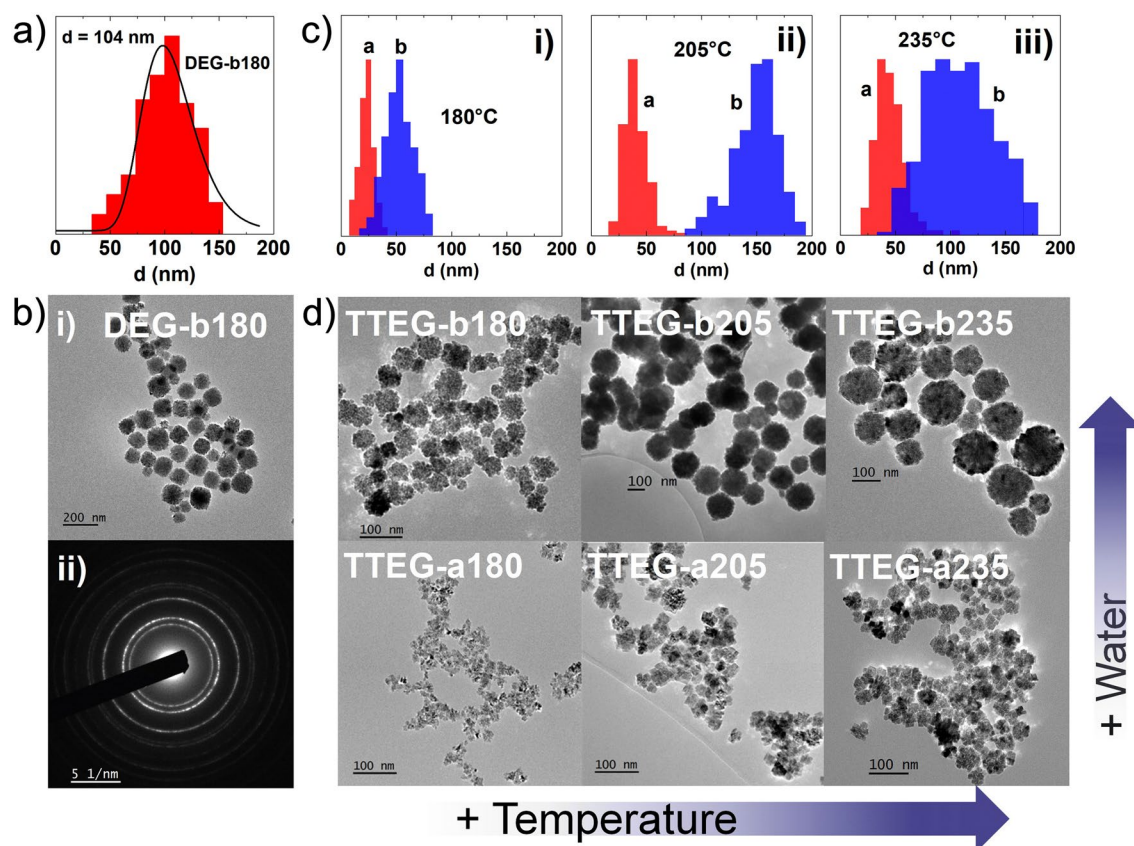 a)
d = 104 nm
DEG-b180
0 50 100 150 200
d (nm)
c)
i)
a b
180°C
0 50 100 150 200
d (nm)
ii)
205°C
a
b
0 50 100 150 200
d (nm)
iii)
235°C
a
b
0 50 100 150 200
d (nm)
b)
i)
DEG-b180
200 nm
ii)
5 1/nm
d)
TTEG-b180
100 nm
TTEG-b205
100 nm
TTEG-b235
100 nm
TTEG-a180
100 nm
TTEG-a205
100 nm
TTEG-a235
100 nm
+ Water
+ Temperature